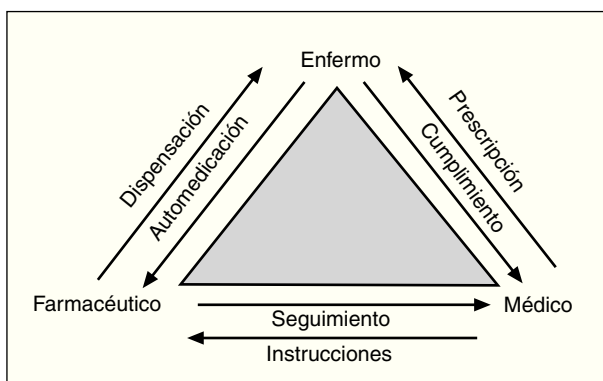 Enfermo
Dispensación
Automedicación
Prescripción
Cumplimiento
Farmacéutico
Médico
Seguimiento
Instrucciones